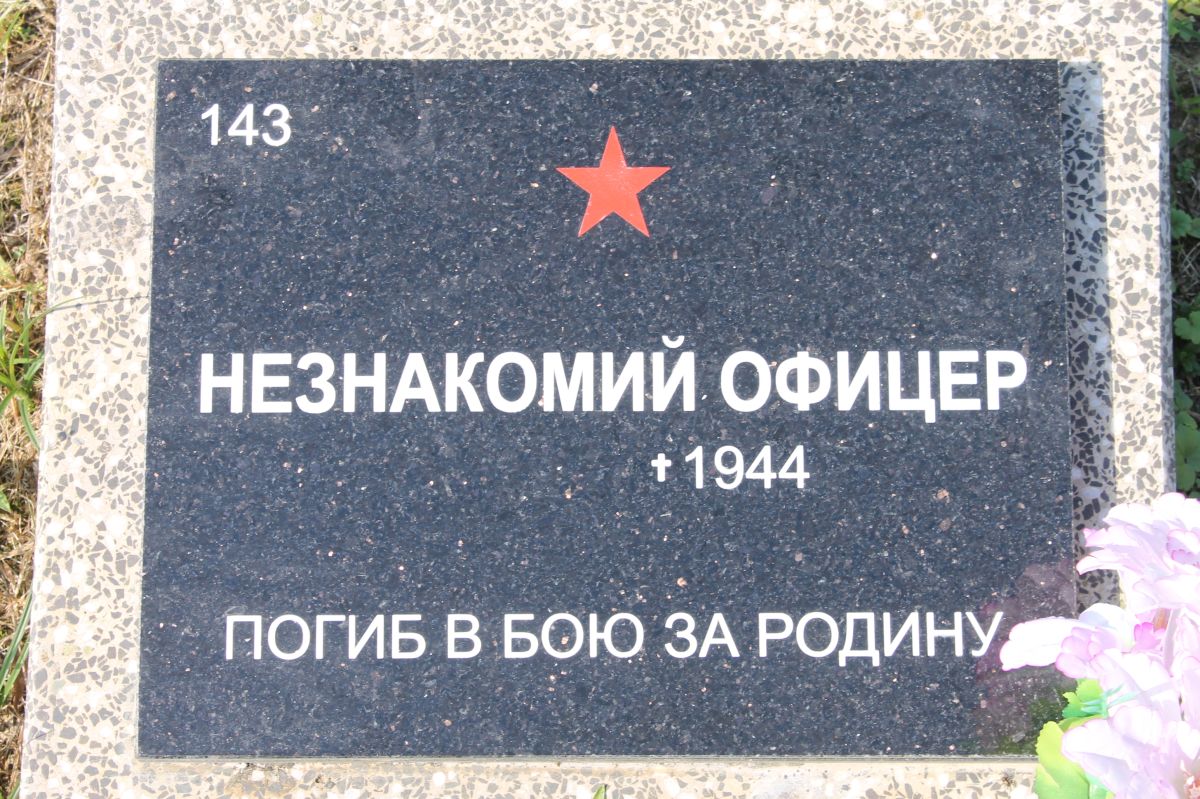 143
НЕЗНАКОМИЙ ОФИЦЕР
✝1944
ПОГИБ В БОЮ ЗА РОДИНУ